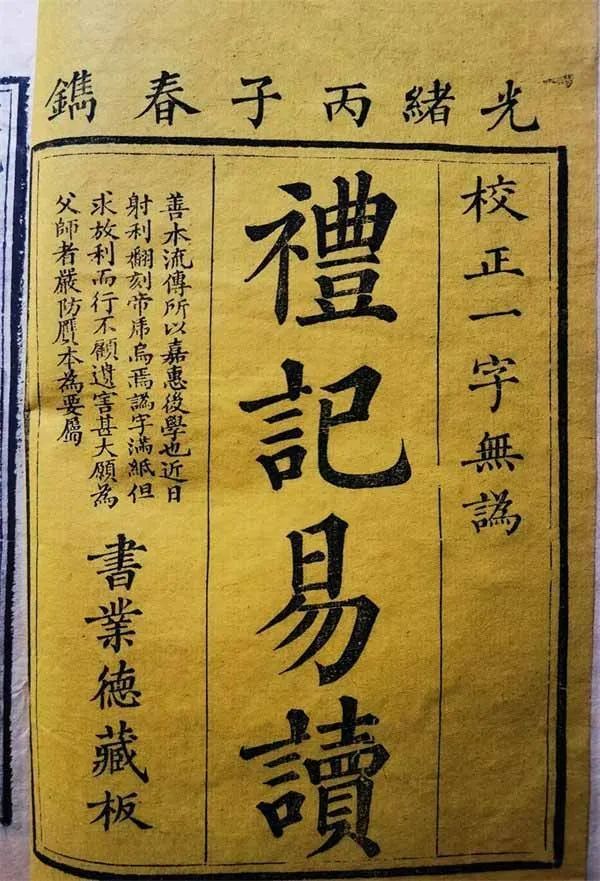 光緒丙子春鐫
校正一字無譌
禮記易讀
善本流傳所以嘉惠後學也近日
射利翻刻帝乕烏焉譌字滿紙但
求放利而行不顧遺害甚大願為
父師者嚴防贋本為要屬
書業德藏板